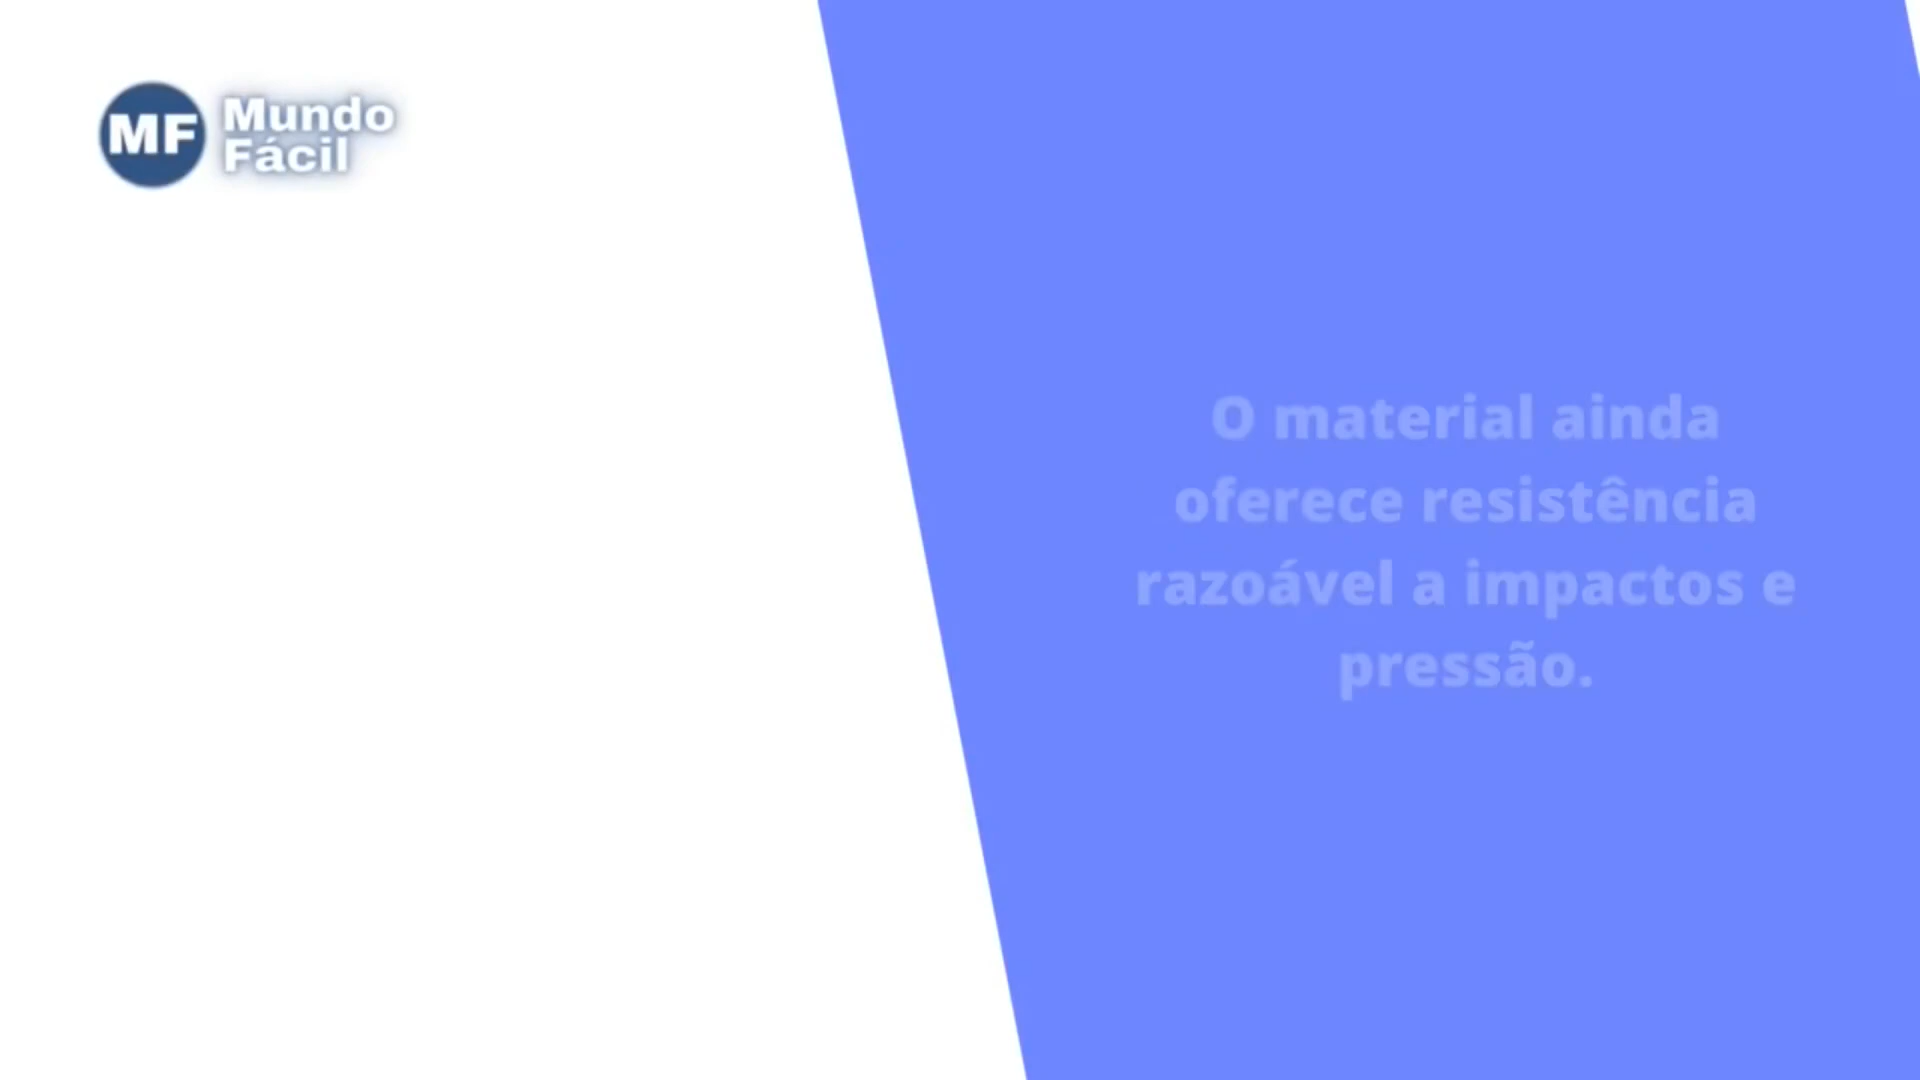 MF
Mundo
Fácil
O material ainda
oferece resistência
razoável a impactos e
pressão.